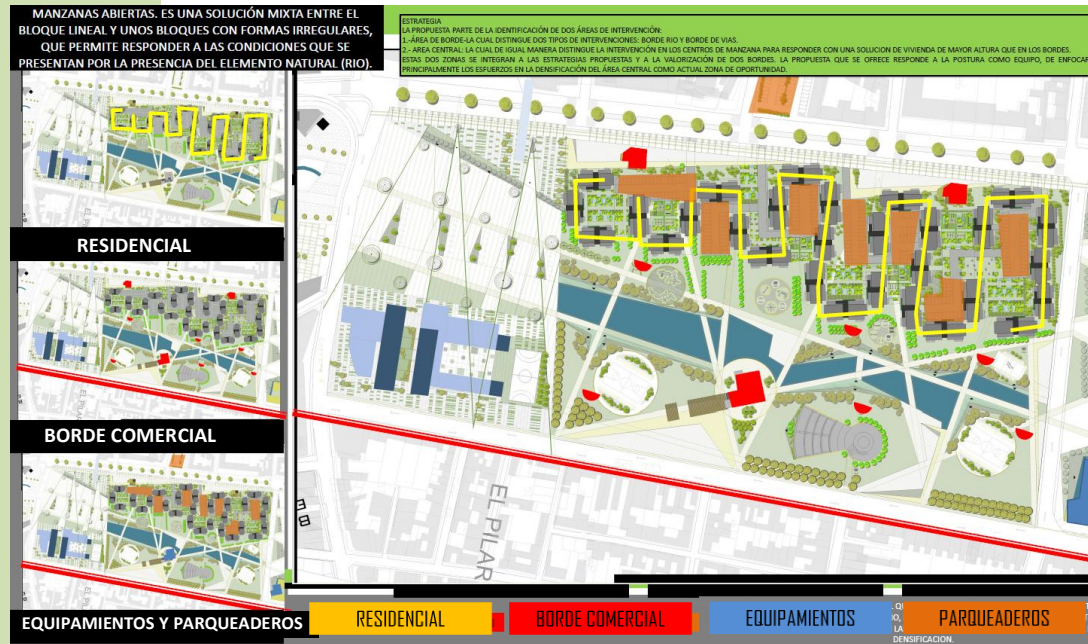 MANZANAS ABIERTAS. ES UNA SOLUCIÓN MIXTA ENTRE EL
BLOQUE LINEAL Y UNOS BLOQUES CON FORMAS IRREGULARES,
QUE PERMITE RESPONDER A LAS CONDICIONES QUE SE
PRESENTAN POR LA PRESENCIA DEL ELEMENTO NATURAL (RIO).
ESTRATEGIA
LA PROPUESTA PARTE DE LA IDENTIFICACIÓN DE DOS ÁREAS DE INTERVENCIÓN:
1.-ÁREA DE BORDE-LA CUAL DISTINGUE DOS TIPOS DE INTERVENCIONES: BORDE RIO Y BORDE DE VIAS.
2.- AREA CENTRAL: LA CUAL DE IGUAL MANERA DISTINGUE LA INTERVENCIÓN EN LOS CENTROS DE MANZANA PARA RESPONDER CON UNA SOLUCION DE VIVIENDA DE MAYOR ALTURA QUE EN LOS BORDES.
ESTAS DOS ZONAS SE INTEGRAN A LAS ESTRATEGIAS PROPUESTAS Y A LA VALORIZACIÓN DE DOS BORDES. LA PROPUESTA QUE SE OFRECE RESPONDE A LA POSTURA COMO EQUIPO, DE ENFOCAR
PRINCIPALMENTE LOS ESFUERZOS EN LA DENSIFICACIÓN DEL ÁREA CENTRAL COMO ACTUAL ZONA DE OPORTUNIDAD.
EL PILAR
RESIDENCIAL
EL PILAR
BORDE COMERCIAL
EL PILAR
EQUIPAMIENTOS Y PARQUEADEROS
RESIDENCIAL
BORDE COMERCIAL
EQUIPAMIENTOS
PARQUEADEROS
LA
DENSIFICACION.